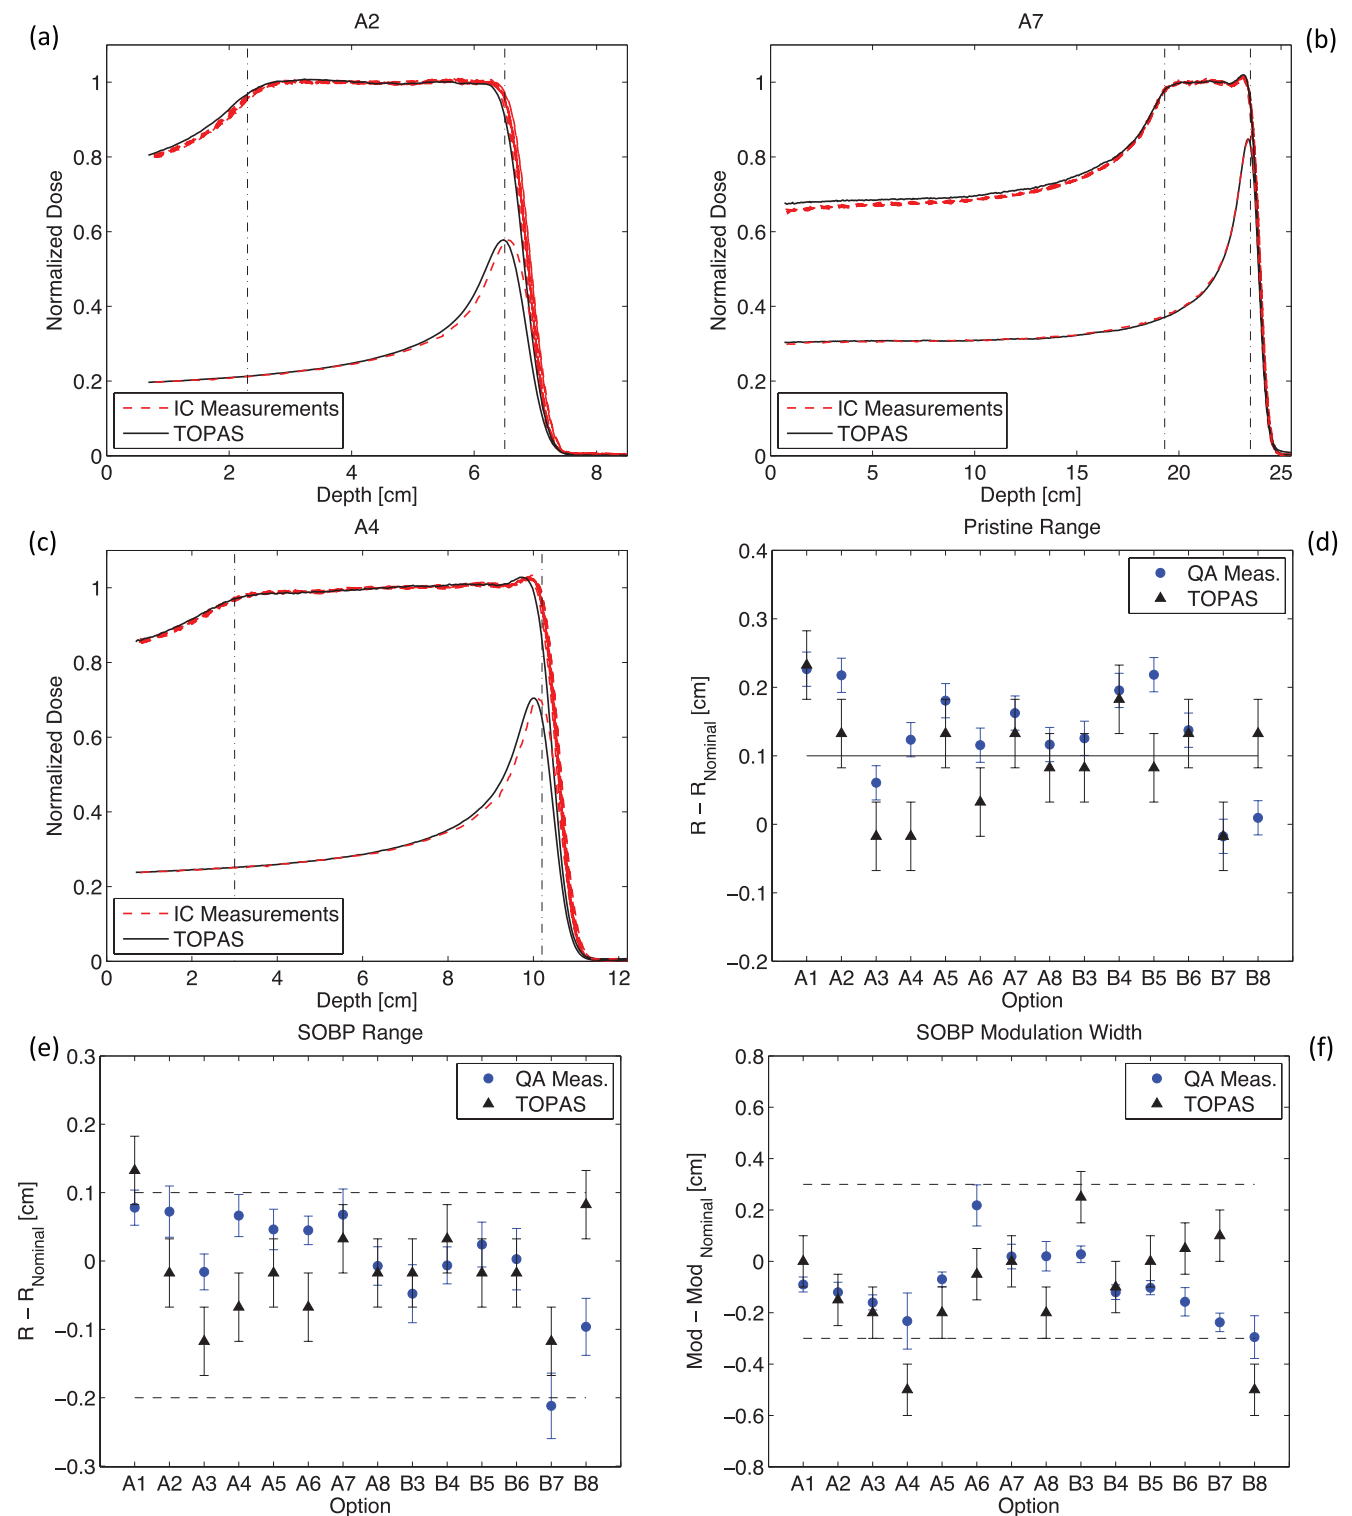 (a)
A2
Normalized Dose
1
0.8
0.6
0.4
0.2
0
IC Measurements
TOPAS
0 2 4 6 8
Depth [cm]
A7
(b)
Normalized Dose
1
0.8
0.6
0.4
0.2
0
IC Measurements
TOPAS
0 5 10 15 20 25
Depth [cm]
(c)
A4
Normalized Dose
1
0.8
0.6
0.4
0.2
0
IC Measurements
TOPAS
0 2 4 6 8 10 12
Depth [cm]
Pristine Range
(d)
R − RNominal [cm]
0.4
0.3
0.2
0.1
0
−0.1
−0.2
QA Meas.
TOPAS
A1 A2 A3 A4 A5 A6 A7 A8 B3 B4 B5 B6 B7 B8
Option
(e)
SOBP Range
R − RNominal [cm]
0.3
0.2
0.1
0
−0.1
−0.2
−0.3
QA Meas.
TOPAS
A1 A2 A3 A4 A5 A6 A7 A8 B3 B4 B5 B6 B7 B8
Option
SOBP Modulation Width
(f)
Mod − ModNominal [cm]
0.8
0.6
0.4
0.2
0
−0.2
−0.4
−0.6
−0.8
QA Meas.
TOPAS
A1 A2 A3 A4 A5 A6 A7 A8 B3 B4 B5 B6 B7 B8
Option